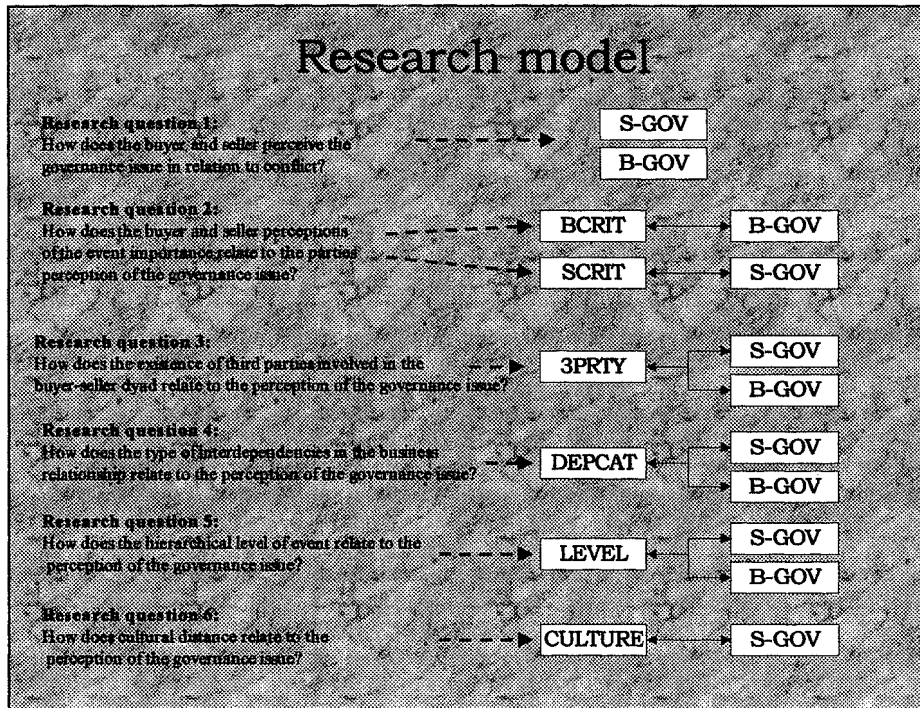 Research model
Research question 1:
How does the buyer and seller perceive the
governance issue in relation to conflict?
S-GOV
B-GOV
Research question 2:
How does the buyer and seller perceptions
of the event importance relate to the parties
perception of the governance issue?
BCRIT
B-GOV
SCRIT
S-GOV
Research question 3:
How does the existence of third parties involved in the
buyer-seller dyad relate to the perception of the governance issue?
3PRTY
S-GOV
B-GOV
Research question 4:
How does the type of interdependencies in the business
relationship relate to the perception of the governance issue?
DEPCAT
S-GOV
B-GOV
Research question 5:
How does the hierarchical level of event relate to the
perception of the governance issue?
LEVEL
S-GOV
B-GOV
Research question 6:
How does cultural distance relate to the
perception of the governance issue?
CULTURE
S-GOV